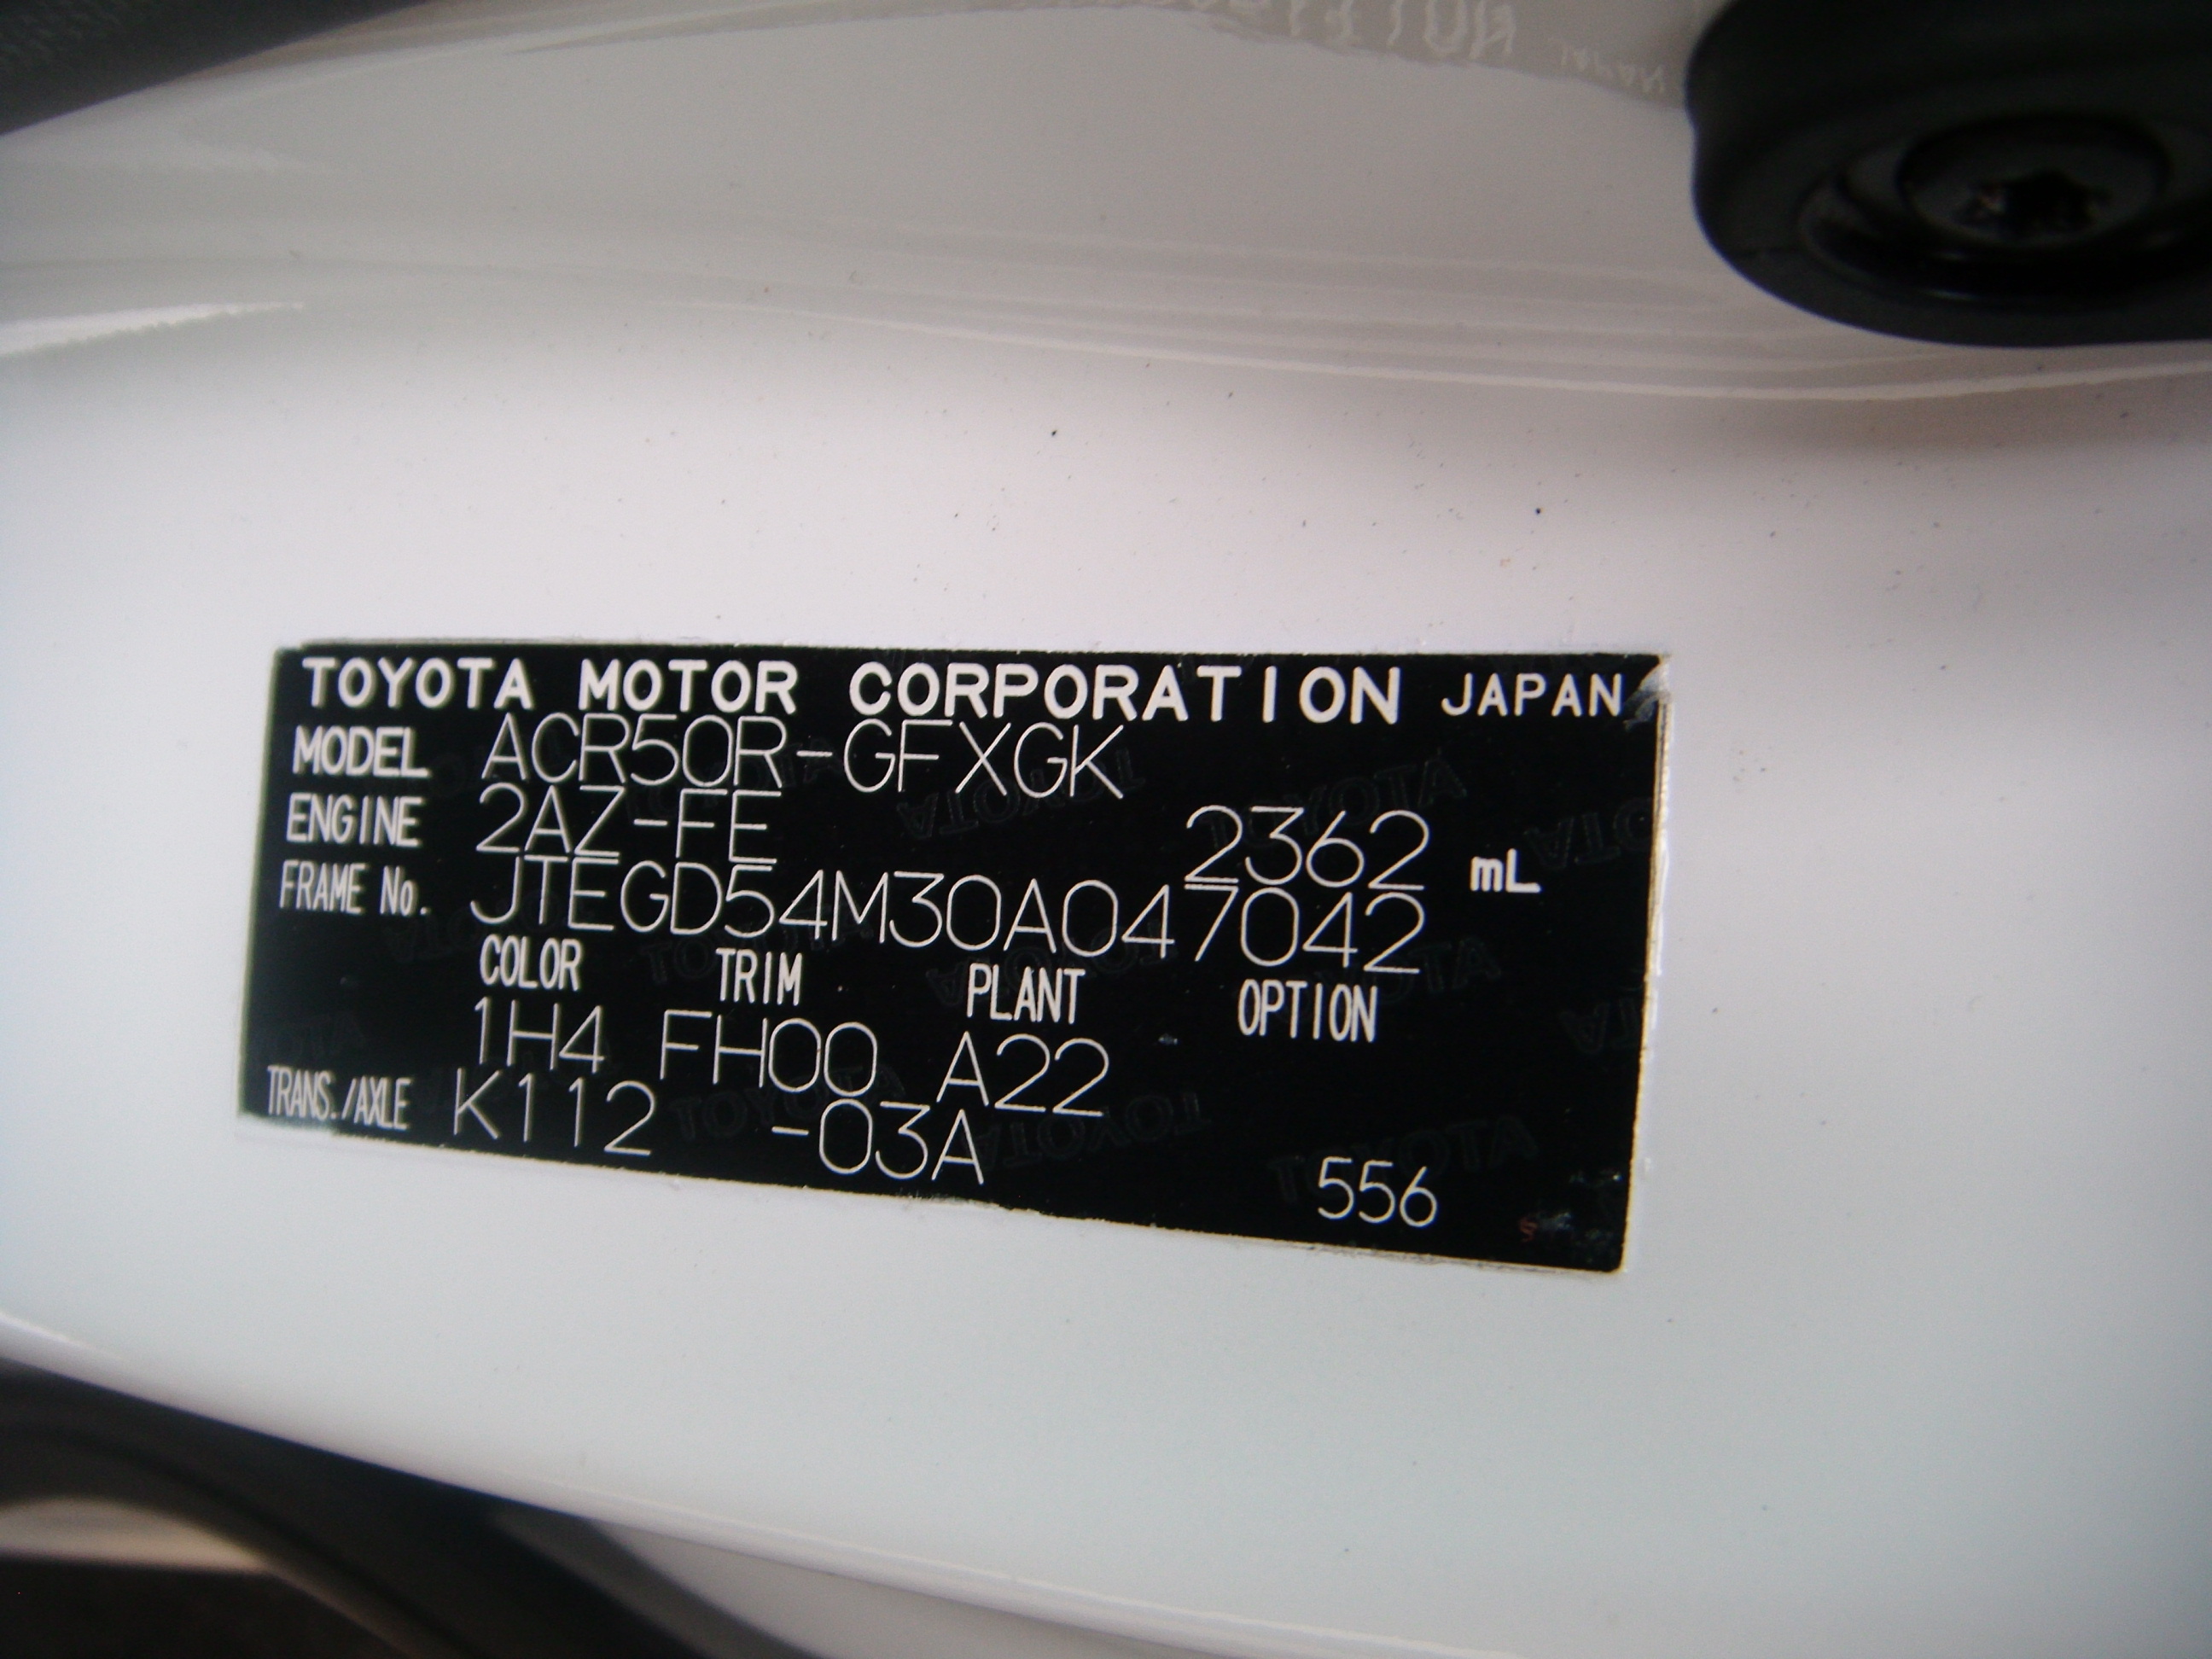 TOYOTA MOTOR CORPORATION JAPAN
MODEL ACR50R-GFXGK
ENGINE 2AZ-FE 2362 mL
FRAME No. JTEGD54M30A047042
COLOR TRIM PLANT OPTION
1H4 FH00 A22
TRANS./AXLE K112 -03A
556